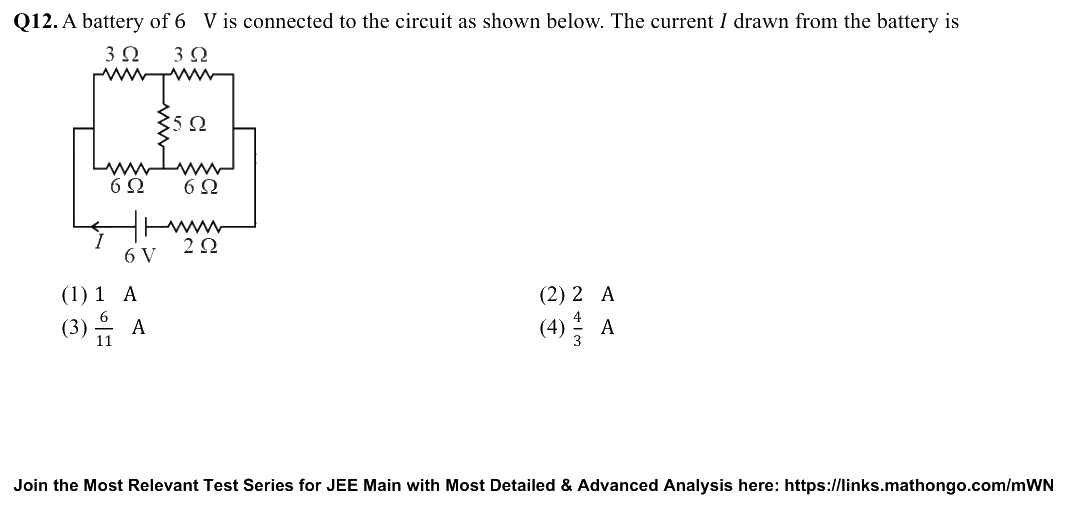 Q12. A battery of 6 V is connected to the circuit as shown below. The current I drawn from the battery is
3 Ω 3 Ω
5 Ω
6 Ω 6 Ω
I 6 V 2 Ω
(1) 1 A (2) 2 A
(3) 6/11 A (4) 4/3 A
Join the Most Relevant Test Series for JEE Main with Most Detailed & Advanced Analysis here: https://links.mathongo.com/mWN